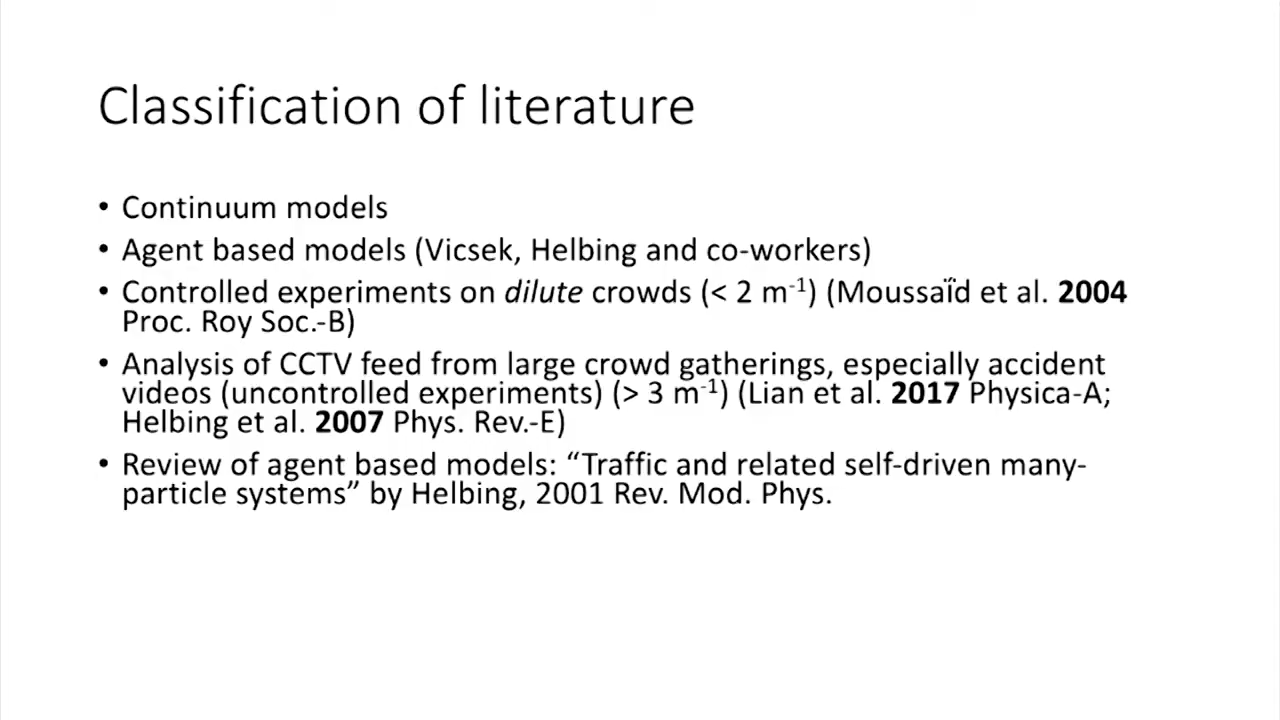 Classification of literature
• Continuum models
• Agent based models (Vicsek, Helbing and co-workers)
• Controlled experiments on dilute crowds (< 2 m⁻¹) (Moussaïd et al. 2004
Proc. Roy Soc.-B)
• Analysis of CCTV feed from large crowd gatherings, especially accident
videos (uncontrolled experiments) (> 3 m⁻¹) (Lian et al. 2017 Physica-A;
Helbing et al. 2007 Phys. Rev.-E)
• Review of agent based models: “Traffic and related self-driven many-
particle systems” by Helbing, 2001 Rev. Mod. Phys.